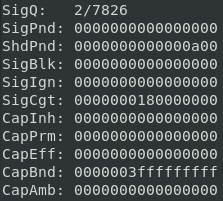 SigQ:   2/7826
SigPnd: 0000000000000000
ShdPnd: 0000000000000a00
SigBlk: 0000000000000000
SigIgn: 0000000000000000
SigCgt: 0000000180000000
CapInh: 0000000000000000
CapPrm: 0000000000000000
CapEff: 0000000000000000
CapBnd: 0000003fffffffff
CapAmb: 0000000000000000